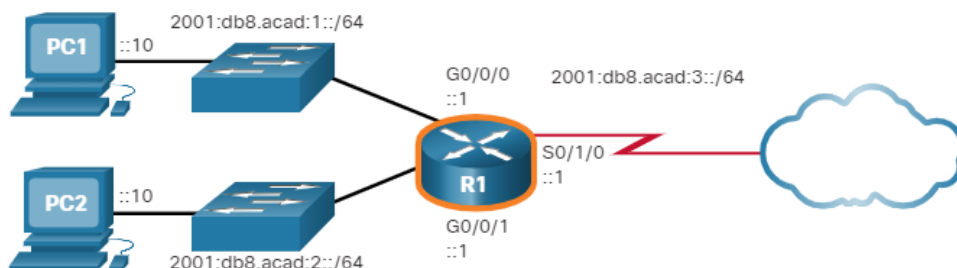 2001:db8.acad:1::/64
PC1
::10
G0/0/0
::1
2001:db8.acad:3::/64
S0/1/0
::1
R1
PC2
::10
G0/0/1
::1
2001:db8.acad:2::/64